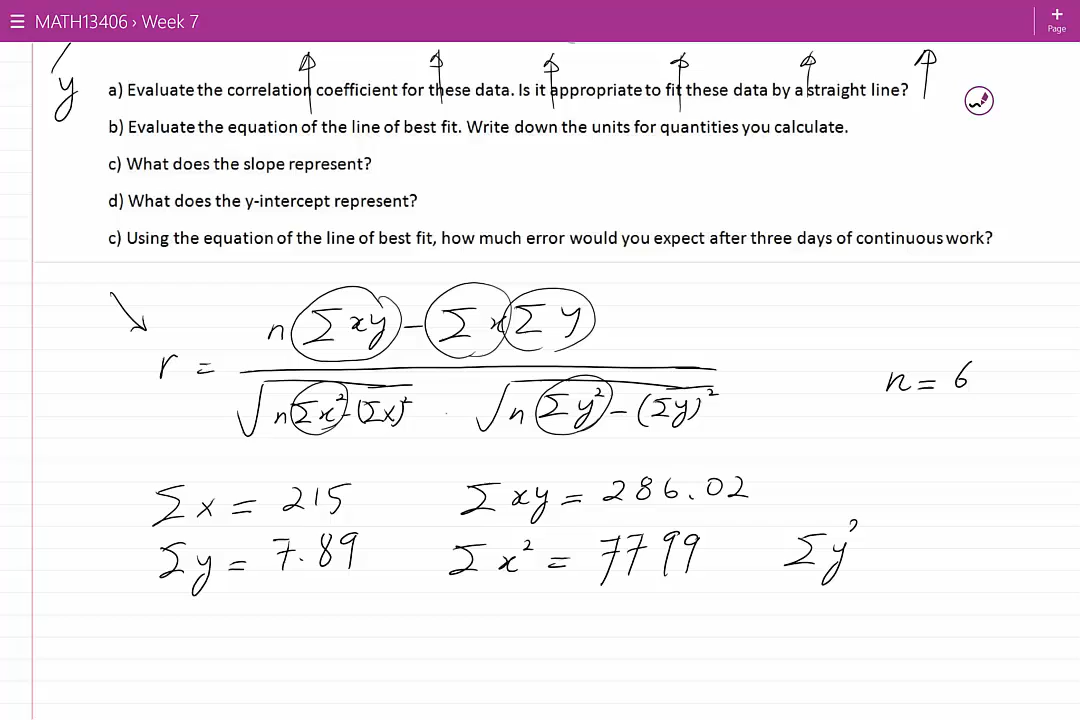 MATH13406 › Week 7
Page
y
a) Evaluate the correlation coefficient for these data. Is it appropriate to fit these data by a straight line?
b) Evaluate the equation of the line of best fit. Write down the units for quantities you calculate.
c) What does the slope represent?
d) What does the y-intercept represent?
c) Using the equation of the line of best fit, how much error would you expect after three days of continuous work?
n Σxy - Σx Σy
r = n = 6
√nΣx²-(Σx)² √nΣy²-(Σy)²
Σx = 215 Σxy = 286.02
Σy = 7.89 Σx² = 7799 Σy²